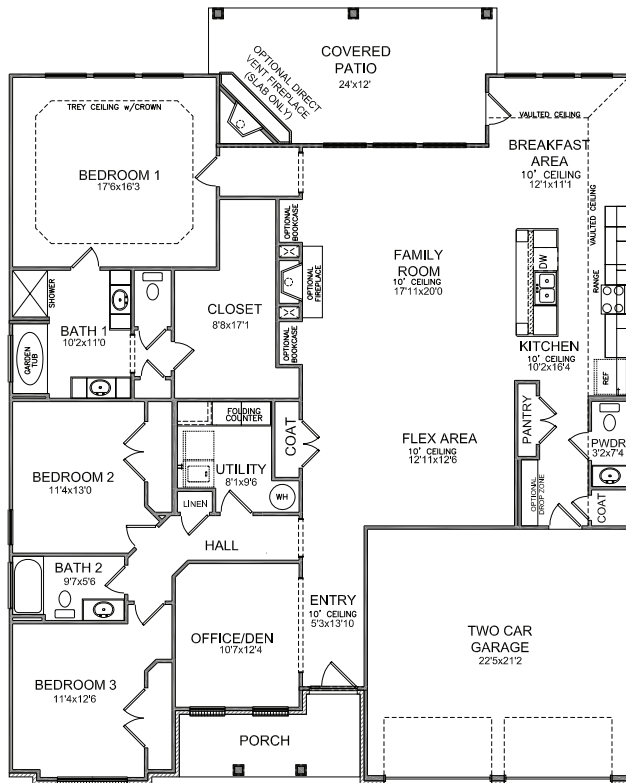 COVERED
PATIO
24'x12'
OPTIONAL DIRECT
VENT FIREPLACE
(SLAB ONLY)
TREY CEILING w/CROWN
BEDROOM 1
17'6x16'3
VAULTED CEILING
BREAKFAST
AREA
10' CEILING
12'1x11'1
VAULTED CEILING
OPTIONAL
BOOKCASE
FAMILY
ROOM
10' CEILING
17'11x20'0
DW
RANGE
SHOWER
OPTIONAL
FIREPLACE
CLOSET
8'8x17'1
BATH 1
10'2x11'0
GARDEN
TUB
OPTIONAL
BOOKCASE
KITCHEN
10' CEILING
10'2x16'4
REF
FOLDING
COUNTER
COAT
PANTRY
FLEX AREA
10' CEILING
12'11x12'6
PWDR
3'2x7'4
BEDROOM 2
11'4x13'0
UTILITY
8'1x9'6
WH
LINEN
OPTIONAL
DROP ZONE
COAT
HALL
BATH 2
9'7x5'6
ENTRY
10' CEILING
5'3x13'10
OFFICE/DEN
10'7x12'4
TWO CAR
GARAGE
22'5x21'2
BEDROOM 3
11'4x12'6
PORCH